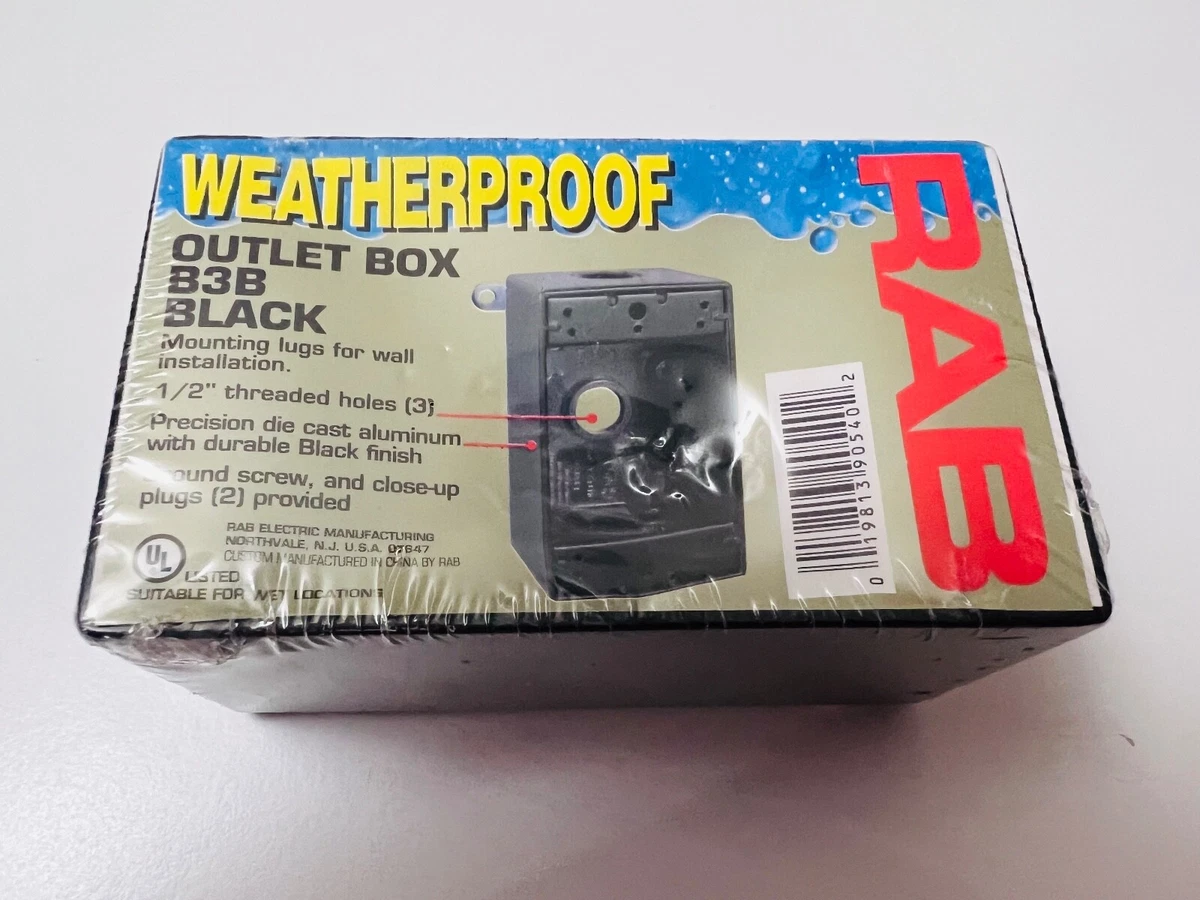 WEATHERPROOF
OUTLET BOX
B3B
BLACK
Mounting lugs for wall
installation.
1/2" threaded holes (3)
Precision die cast aluminum
with durable Black finish
screw, and close-up
plugs (2) provided
RAB ELECTRIC MANUFACTURING
NORTHVALE, N.J. U.S.A. 07647
CUSTOM MANUFACTURED IN CHINA BY RAB
UL
LISTED
SUITABLE FOR WET LOCATIONS
RAB
0 19813 90540 2